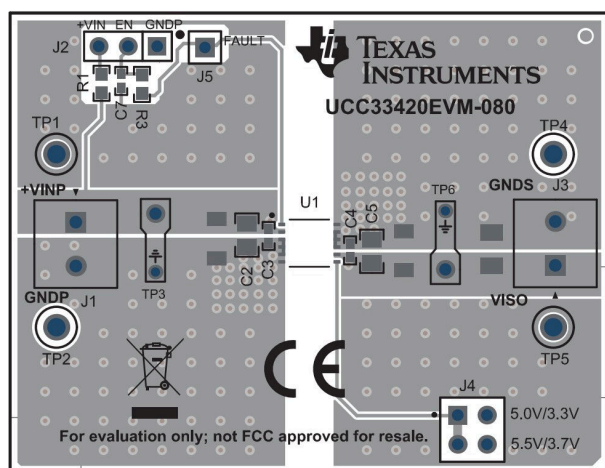 +VIN EN GNDP
J2
FAULT
J5
R1
C7
R3
TEXAS
INSTRUMENTS
UCC33420EVM-080
TP1
TP4
+VINP
GNDS
J3
TP6
U1
C4
C5
C2
C3
TP3
J1
GNDP
VISO
TP2
TP5
CE
J4
5.0V/3.3V
5.5V/3.7V
For evaluation only; not FCC approved for resale.